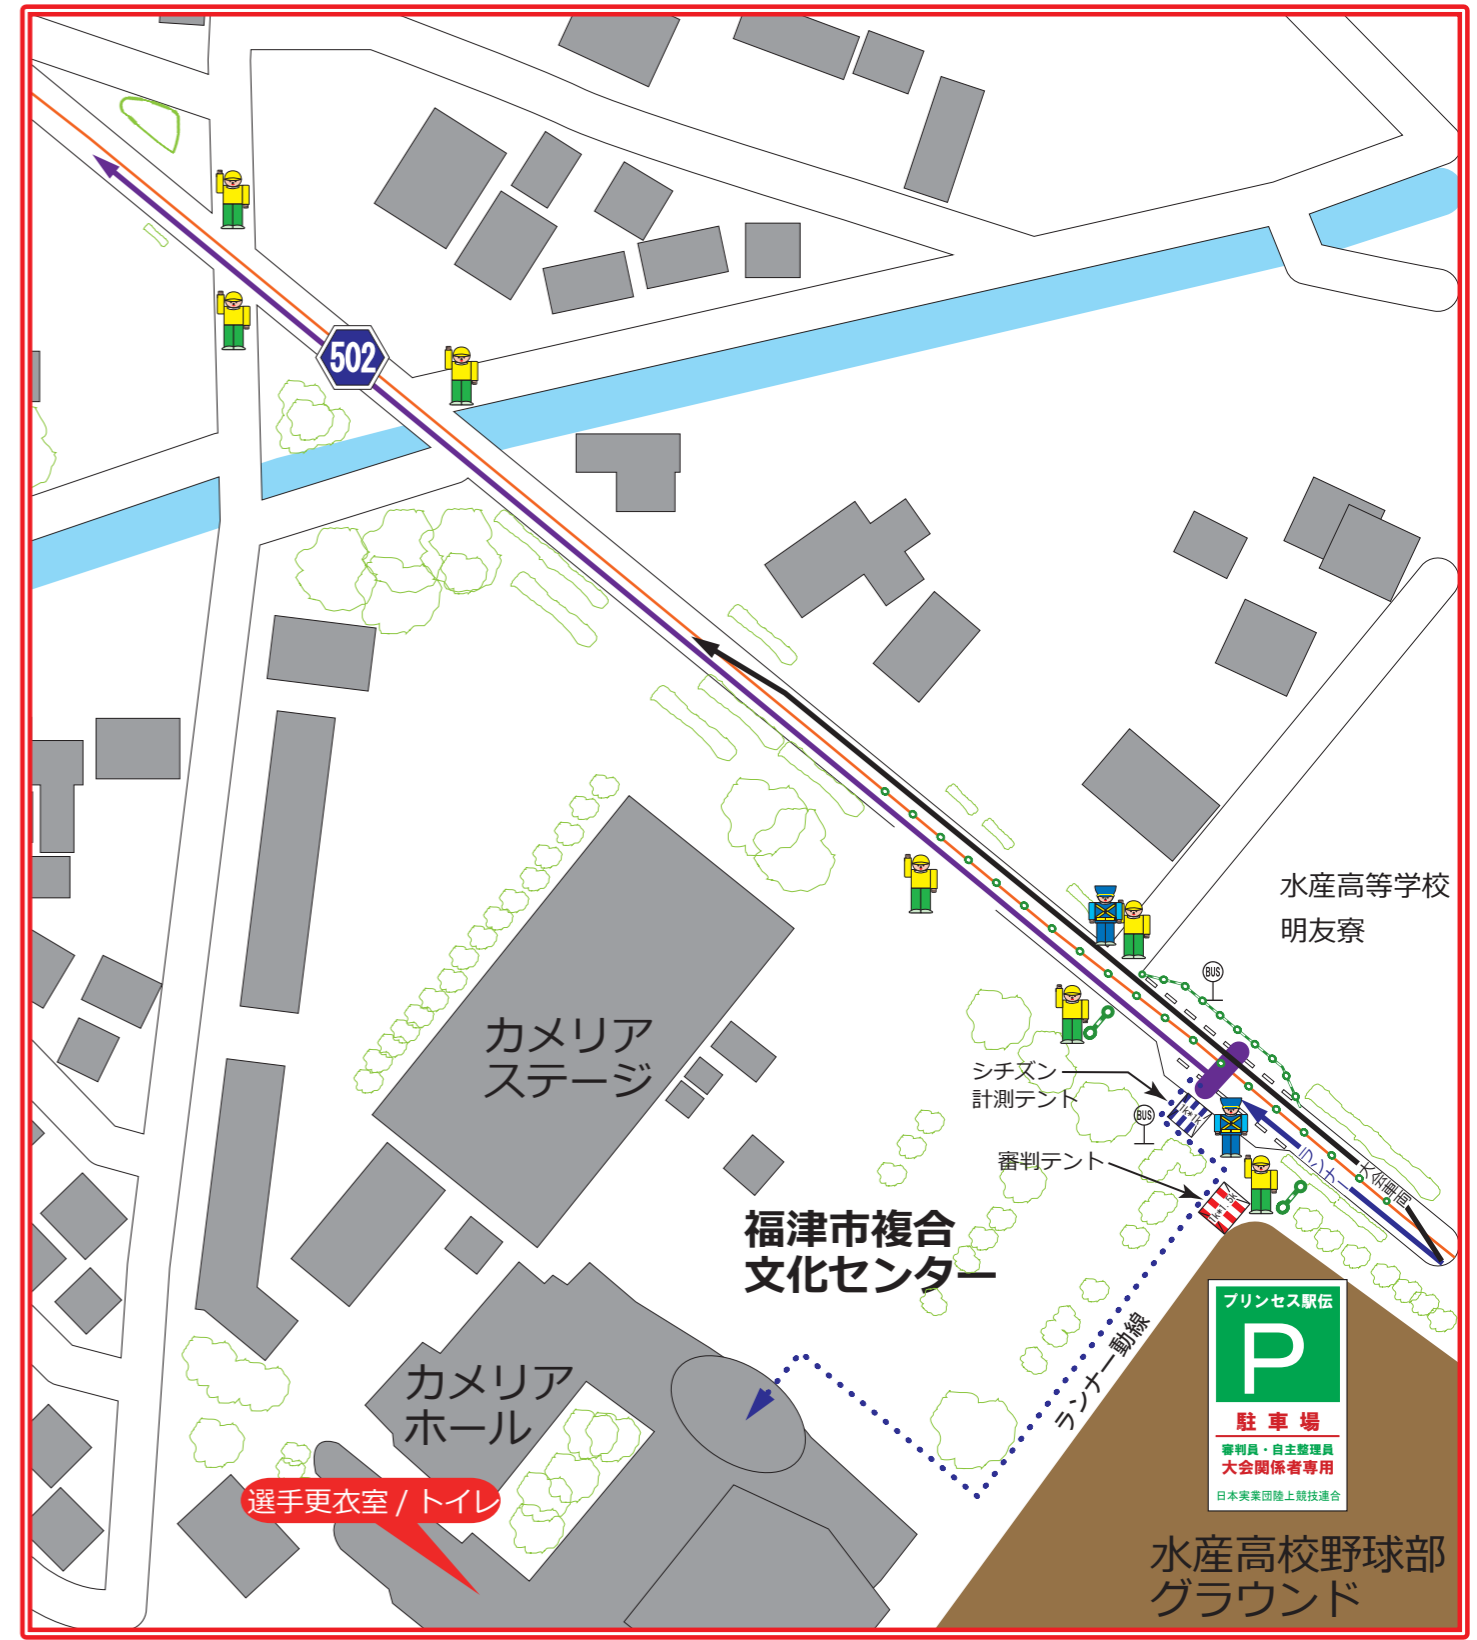 502
水産高等学校
明友寮
BUS
カメリア
ステージ
シチズン
計測テント
1k*1k
BUS
審判テント
ランナー
大会車両
1k*1.5k
福津市複合
文化センター
ランナー動線
プリンセス駅伝
P
駐車場
審判員・自主整理員
大会関係者専用
日本実業団陸上競技連合
カメリア
ホール
選手更衣室 / トイレ
水産高校野球部
グラウンド